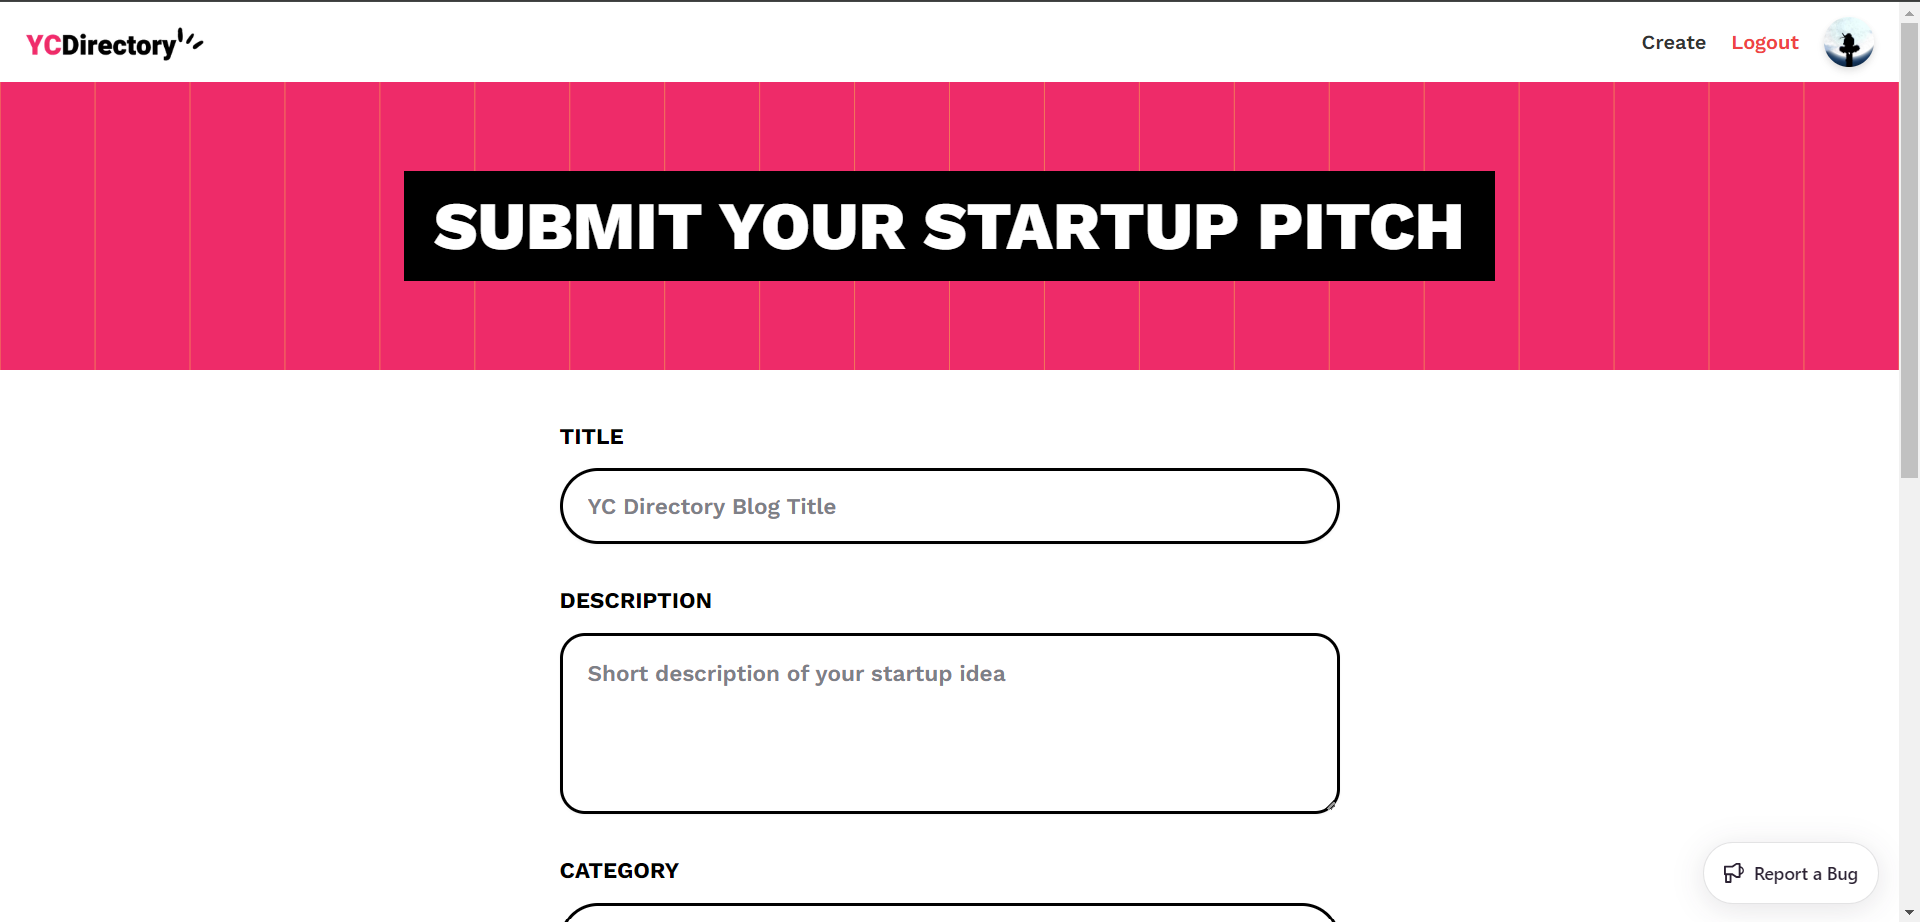 YCDirectory
Create
Logout
SUBMIT YOUR STARTUP PITCH
TITLE
YC Directory Blog Title
DESCRIPTION
Short description of your startup idea
CATEGORY
Report a Bug